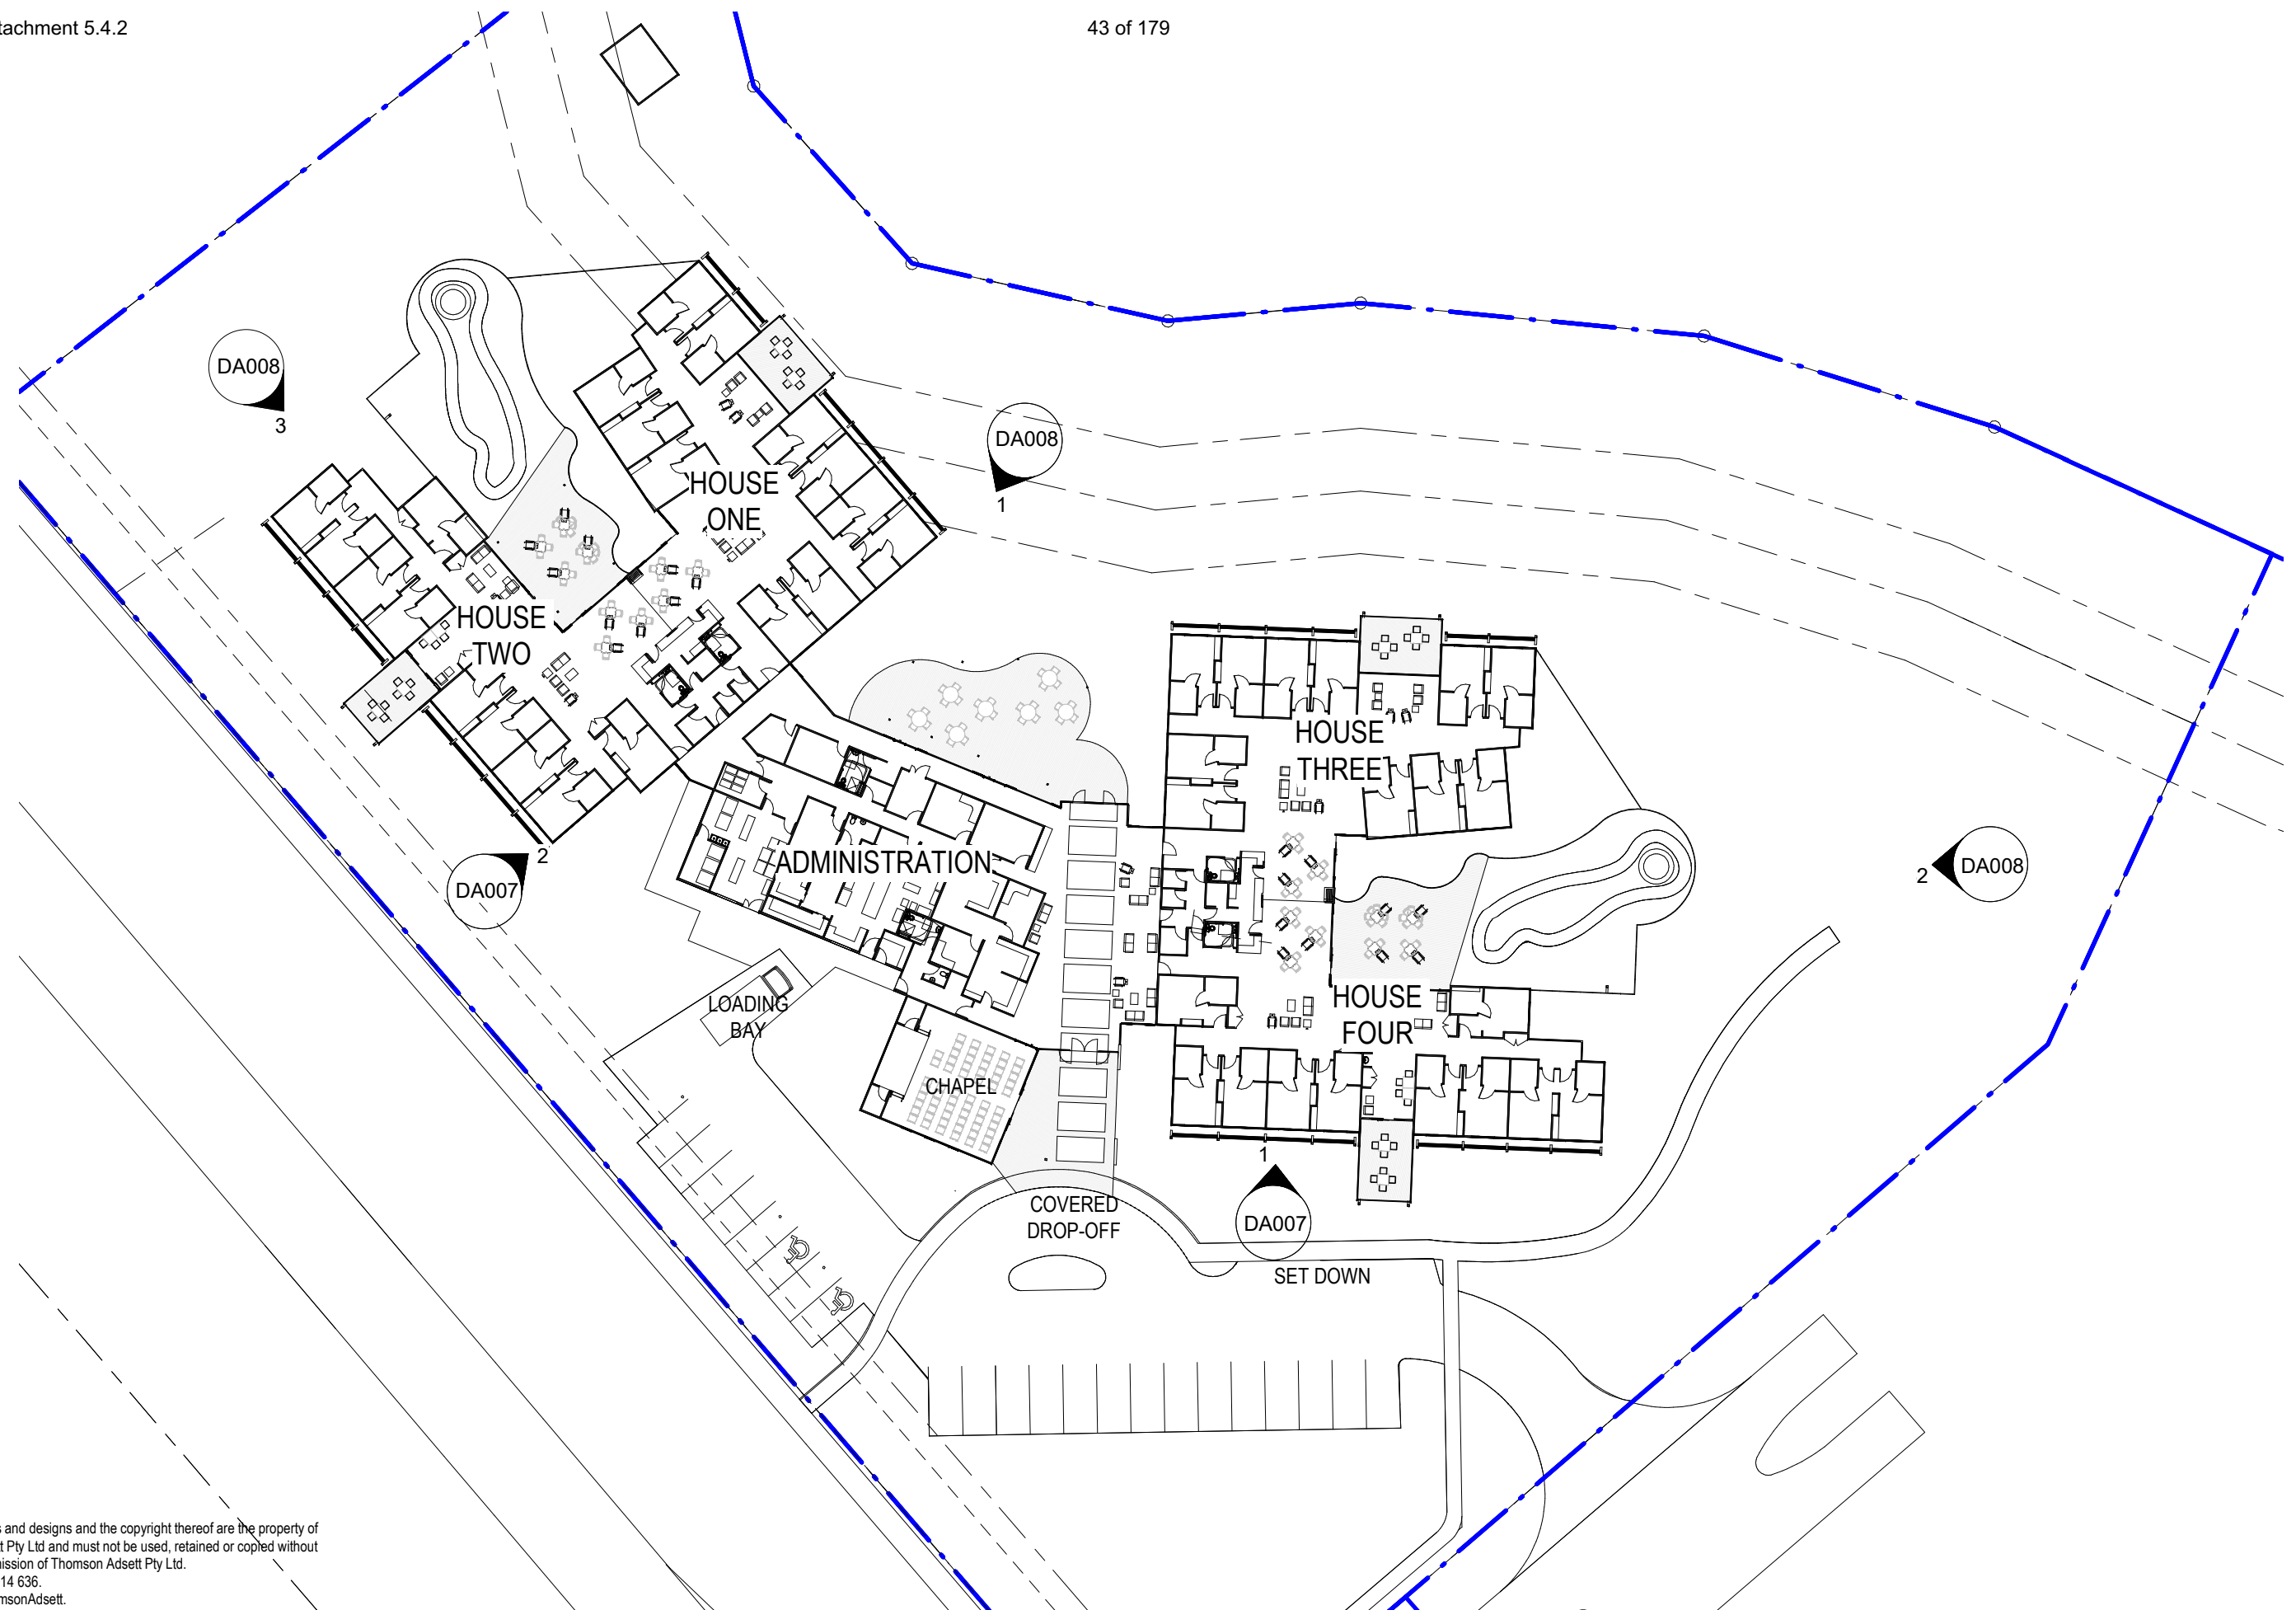 tachment 5.4.2
43 of 179
DA008
3
DA008
1
HOUSE
ONE
HOUSE
TWO
HOUSE
THREE
DA007
2
ADMINISTRATION
DA008
2
LOADING
BAY
HOUSE
FOUR
CHAPEL
1
DA007
COVERED
DROP-OFF
SET DOWN
s and designs and the copyright thereof are the property of
t Pty Ltd and must not be used, retained or copied without
nission of Thomson Adsett Pty Ltd.
14 636.
msonAdsett.